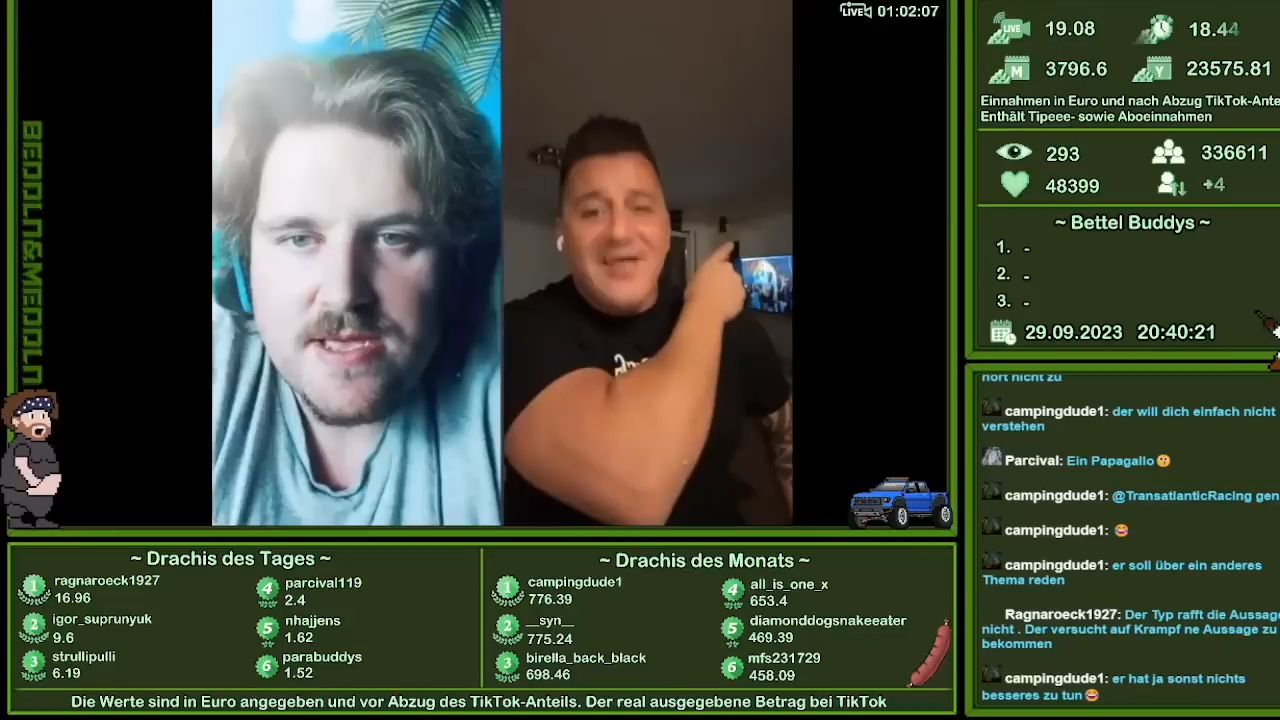 LIVE 01:02:07
BEDDLN&MEDDLN
LIVE 19.08 18.44
M 3796.6 Y 23575.81
Einnahmen in Euro und nach Abzug TikTok-Ante
Enthält Tipeee- sowie Aboeinnahmen
293 336611
48399 +4
~ Bettel Buddys ~
1. -
2. -
3. -
29.09.2023 20:40:21
hört nicht zu
campingdude1: der will dich einfach nicht
verstehen
Parcival: Ein Papagallo
campingdude1: @TransatlanticRacing gen
campingdude1: 😂
campingdude1: er soll über ein anderes
Thema reden
Ragnaroeck1927: Der Typ rafft die Aussage
nicht . Der versucht auf Krampf ne Aussage zu
bekommen
campingdude1: er hat ja sonst nichts
besseres zu tun😂
~ Drachis des Tages ~
1 ragnaroeck1927
16.96
2 igor_suprunyuk
9.6
3 strullipulli
6.19
4 parcival119
2.4
5 nhajjens
1.62
6 parabuddys
1.52
~ Drachis des Monats ~
1 campingdude1
776.39
2 __syn__
775.24
3 birella_back_black
698.46
4 all_is_one_x
653.4
5 diamonddogsnakeeater
469.39
6 mfs231729
458.09
Die Werte sind in Euro angegeben und vor Abzug des TikTok-Anteils. Der real ausgegebene Betrag bei TikTok